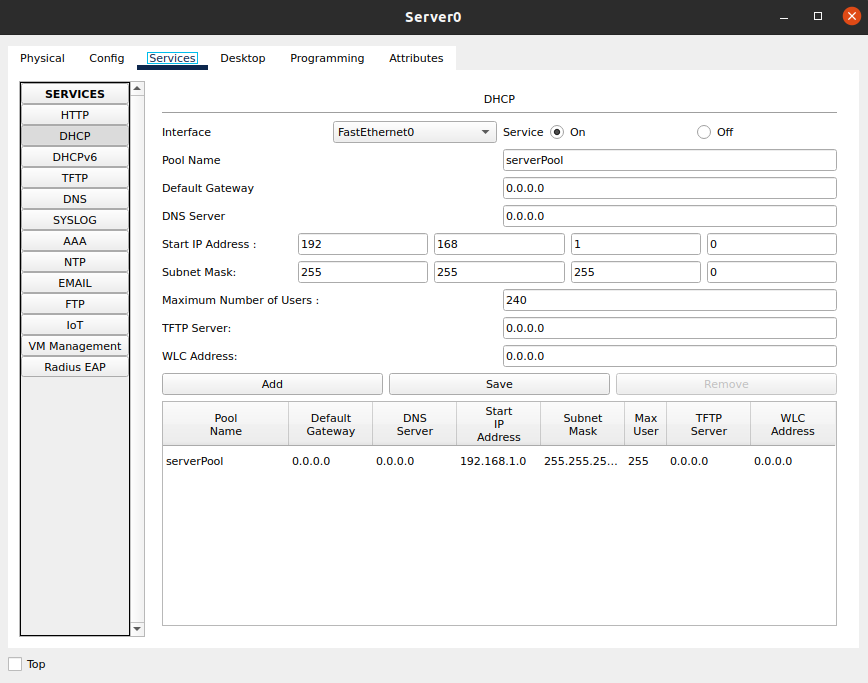 Server0
Physical Config Services Desktop Programming Attributes
SERVICES
HTTP
DHCP
DHCPv6
TFTP
DNS
SYSLOG
AAA
NTP
EMAIL
FTP
IoT
VM Management
Radius EAP
DHCP
Interface FastEthernet0 Service On Off
Pool Name serverPool
Default Gateway 0.0.0.0
DNS Server 0.0.0.0
Start IP Address : 192 168 1 0
Subnet Mask: 255 255 255 0
Maximum Number of Users : 240
TFTP Server: 0.0.0.0
WLC Address: 0.0.0.0
Add Save Remove
Pool Name Default Gateway DNS Server Start IP Address Subnet Mask Max User TFTP Server WLC Address
serverPool 0.0.0.0 0.0.0.0 192.168.1.0 255.255.25... 255 0.0.0.0 0.0.0.0
Top